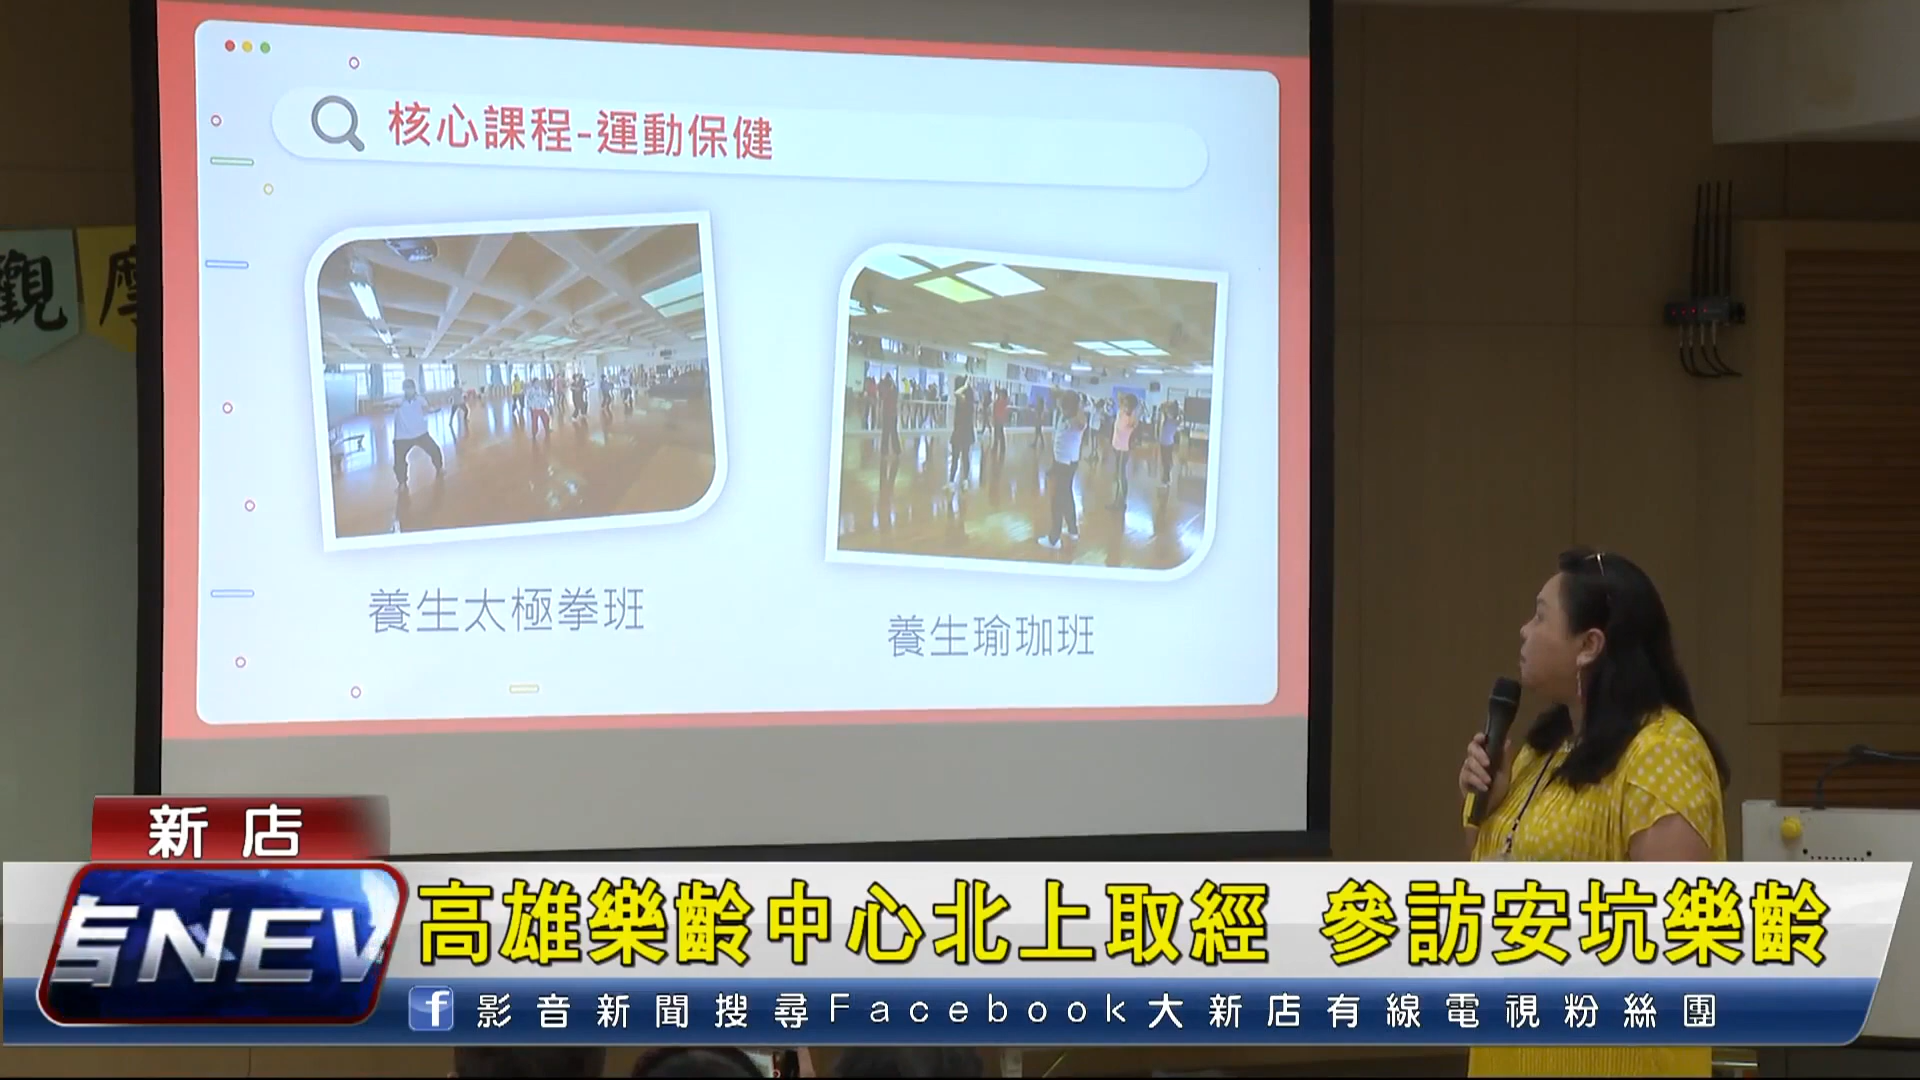 核心課程-運動保健
觀摩
養生太極拳班
養生瑜珈班
新店
NEW
高雄樂齡中心北上取經 參訪安坑樂齡
影音新聞搜尋Facebook大新店有線電視粉絲團